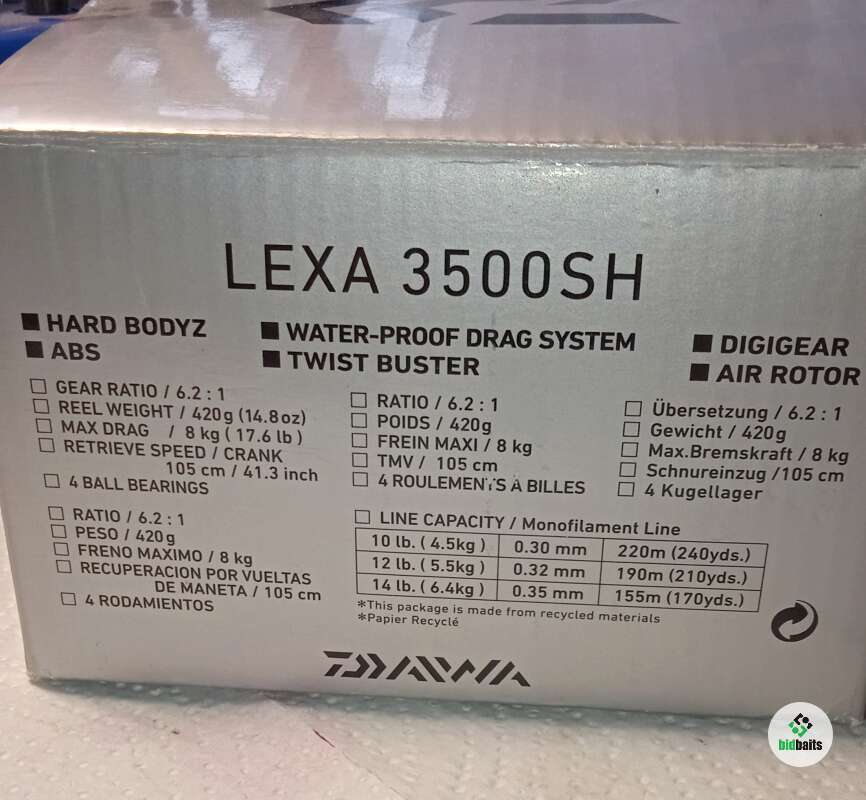 LEXA 3500SH
■ HARD BODYZ
■ ABS
■ WATER-PROOF DRAG SYSTEM
■ TWIST BUSTER
■ DIGIGEAR
■ AIR ROTOR
□ GEAR RATIO / 6.2 : 1
□ REEL WEIGHT / 420g (14.8oz)
□ MAX DRAG / 8 kg ( 17.6 lb )
□ RETRIEVE SPEED / CRANK
105 cm / 41.3 inch
□ 4 BALL BEARINGS
□ RATIO / 6.2 : 1
□ POIDS / 420g
□ FREIN MAXI / 8 kg
□ TMV / 105 cm
□ 4 ROULEMENTS À BILLES
□ Übersetzung / 6.2 : 1
□ Gewicht / 420g
□ Max.Bremskraft / 8 kg
□ Schnureinzug /105 cm
□ 4 Kugellager
□ RATIO / 6.2 : 1
□ PESO / 420g
□ FRENO MAXIMO / 8 kg
□ RECUPERACION POR VUELTAS
DE MANETA / 105 cm
□ 4 RODAMIENTOS
□ LINE CAPACITY / Monofilament Line
10 lb. ( 4.5kg ) 0.30 mm 220m (240yds.)
12 lb. ( 5.5kg ) 0.32 mm 190m (210yds.)
14 lb. ( 6.4kg ) 0.35 mm 155m (170yds.)
*This package is made from recycled materials
*Papier Recyclé
DAIWA
bidbaits